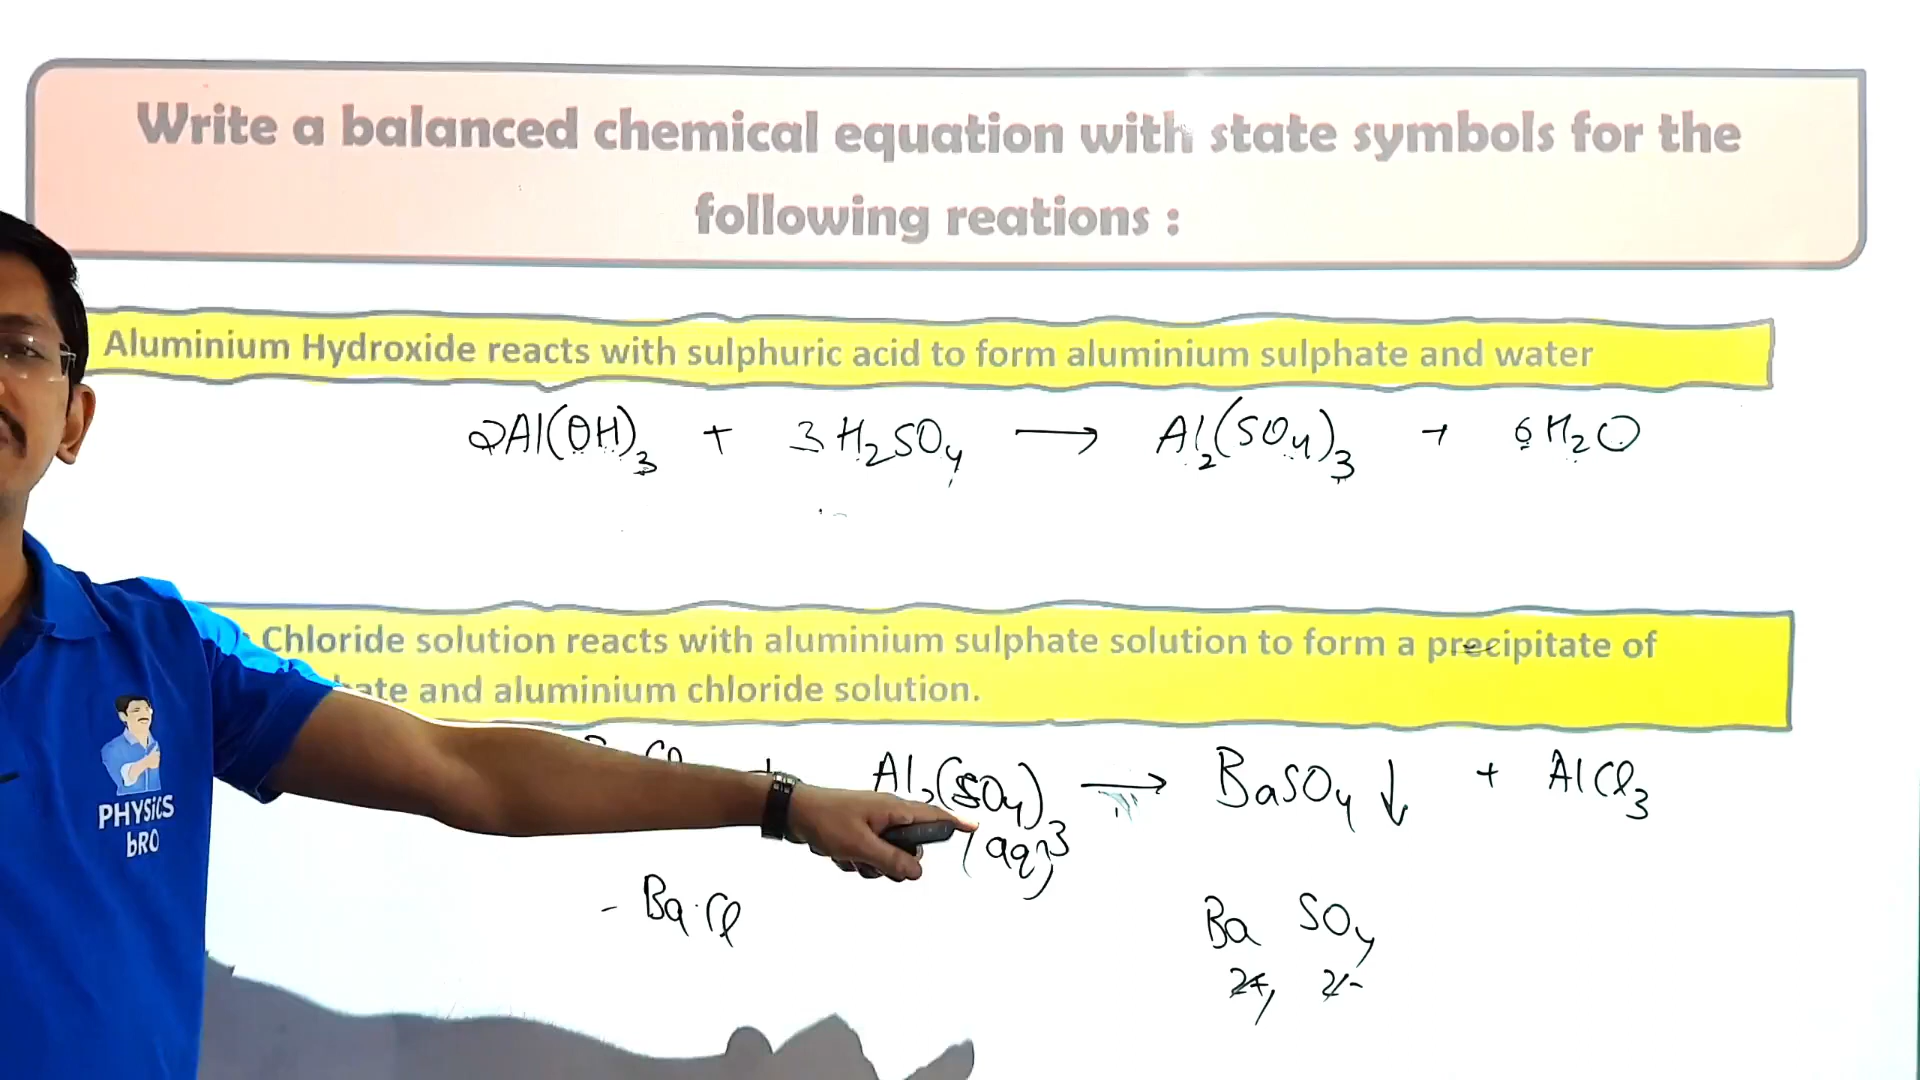 Write a balanced chemical equation with state symbols for the
following reations :
Aluminium Hydroxide reacts with sulphuric acid to form aluminium sulphate and water
2Al(OH)₃ + 3H₂SO₄ → Al₂(SO₄)₃ + 6H₂O
Chloride solution reacts with aluminium sulphate solution to form a precipitate of
and aluminium chloride solution.
+ Al₂(SO₄)₃ (aq) → BaSO₄ ↓ + AlCl₃
- Ba Cl
Ba SO₄
2+, 2-
PHYSiCS
bRO